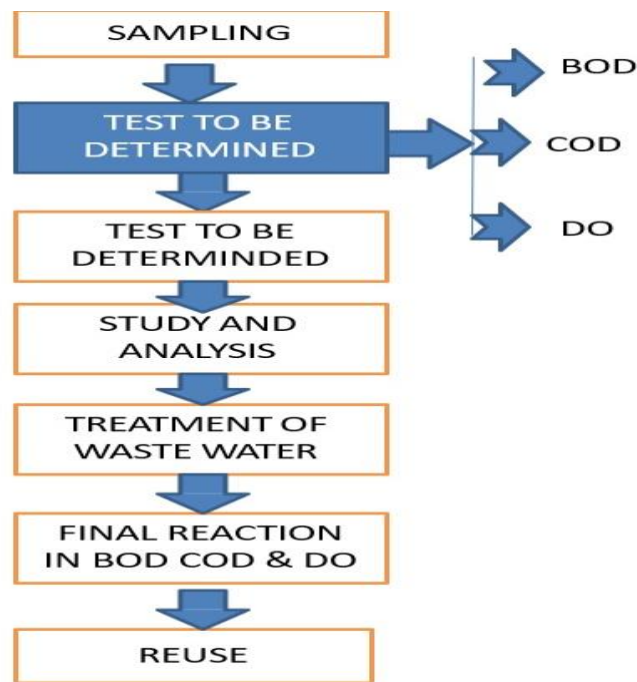 SAMPLING
TEST TO BE
DETERMINED
BOD
COD
DO
TEST TO BE
DETERMINDED
STUDY AND
ANALYSIS
TREATMENT OF
WASTE WATER
FINAL REACTION
IN BOD COD & DO
REUSE